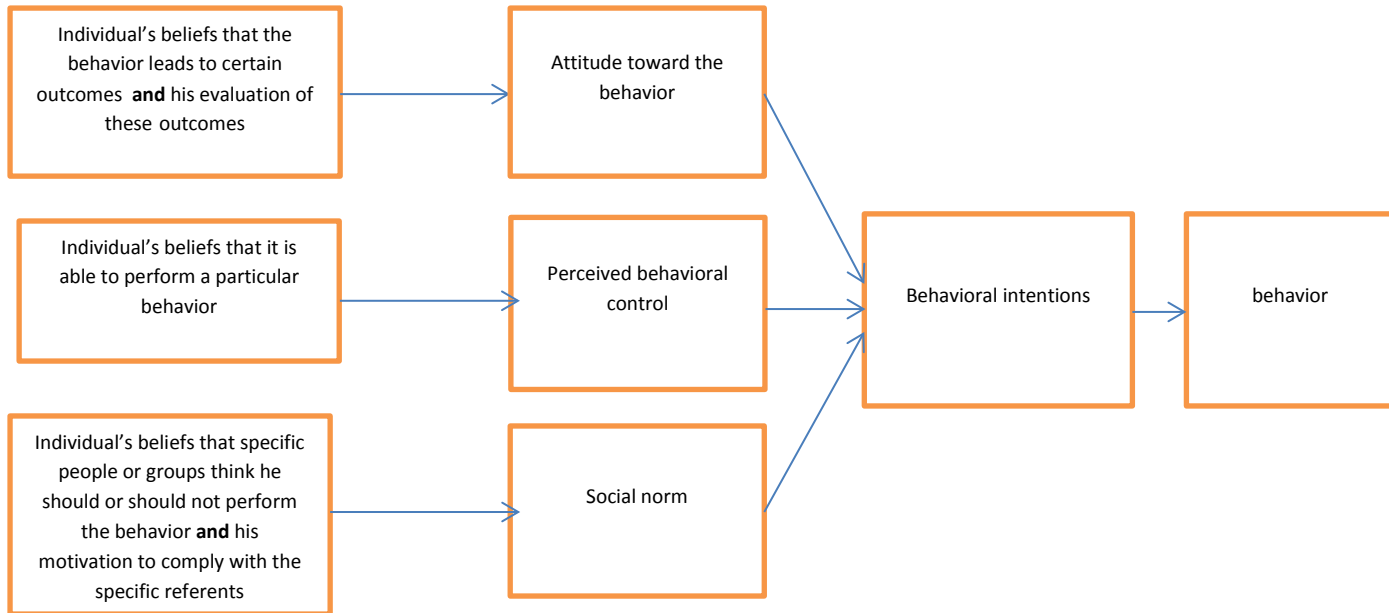 Individual’s beliefs that the
behavior leads to certain
outcomes and his evaluation of
these outcomes
Attitude toward the
behavior
Individual’s beliefs that it is
able to perform a particular
behavior
Perceived behavioral
control
Behavioral intentions
behavior
Individual’s beliefs that specific
people or groups think he
should or should not perform
the behavior and his
motivation to comply with the
specific referents
Social norm